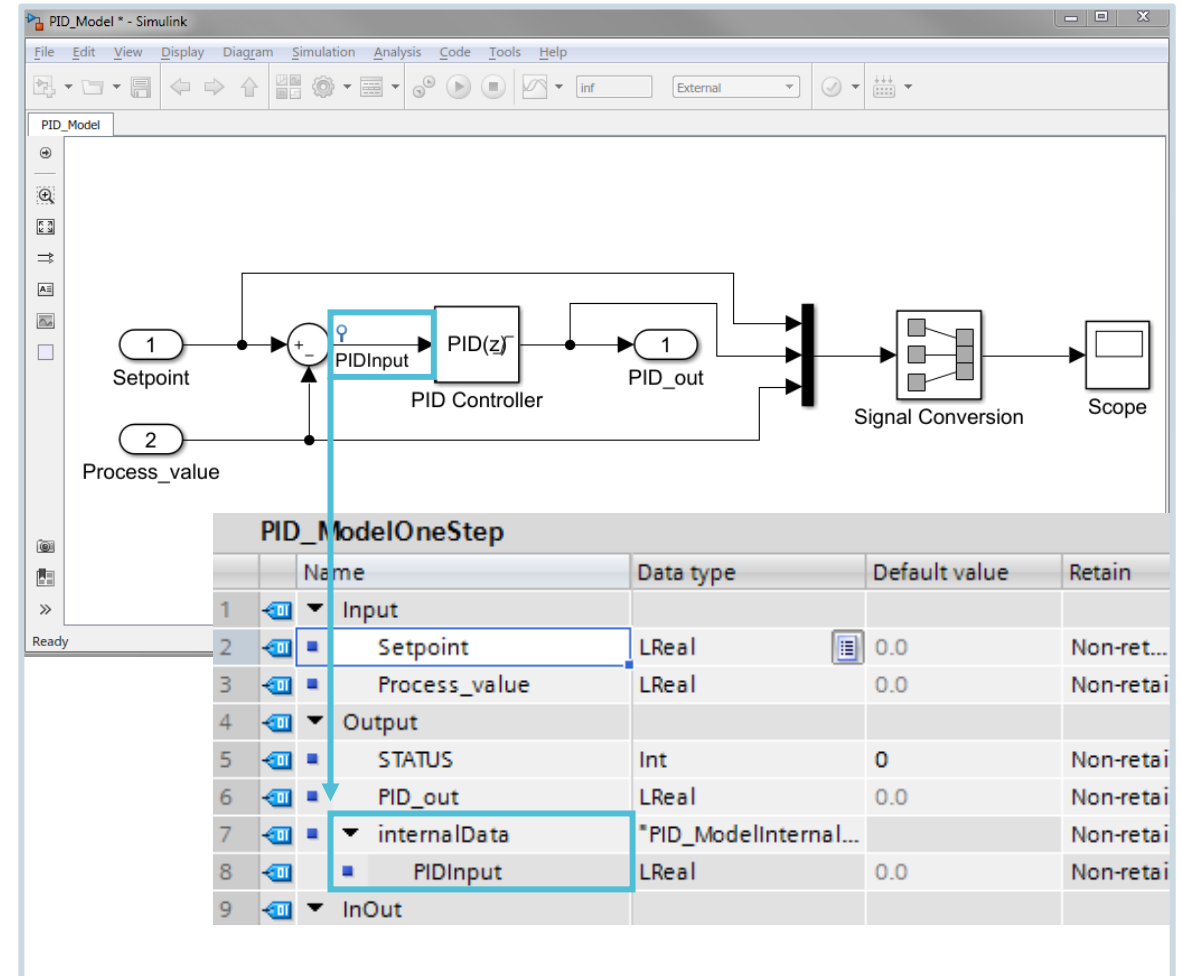 PID_Model * - Simulink
File Edit View Display Diagram Simulation Analysis Code Tools Help
inf External
PID_Model
1
Setpoint
+
−
PIDInput
PID(z)
PID Controller
1
PID_out
Signal Conversion
Scope
2
Process_value
Ready
PID_ModelOneStep
Name Data type Default value Retain
1 Input
2 Setpoint LReal 0.0 Non-ret...
3 Process_value LReal 0.0 Non-retai
4 Output
5 STATUS Int 0 Non-retai
6 PID_out LReal 0.0 Non-retai
7 internalData "PID_ModelInternal... Non-retai
8 PIDInput LReal 0.0 Non-retai
9 InOut